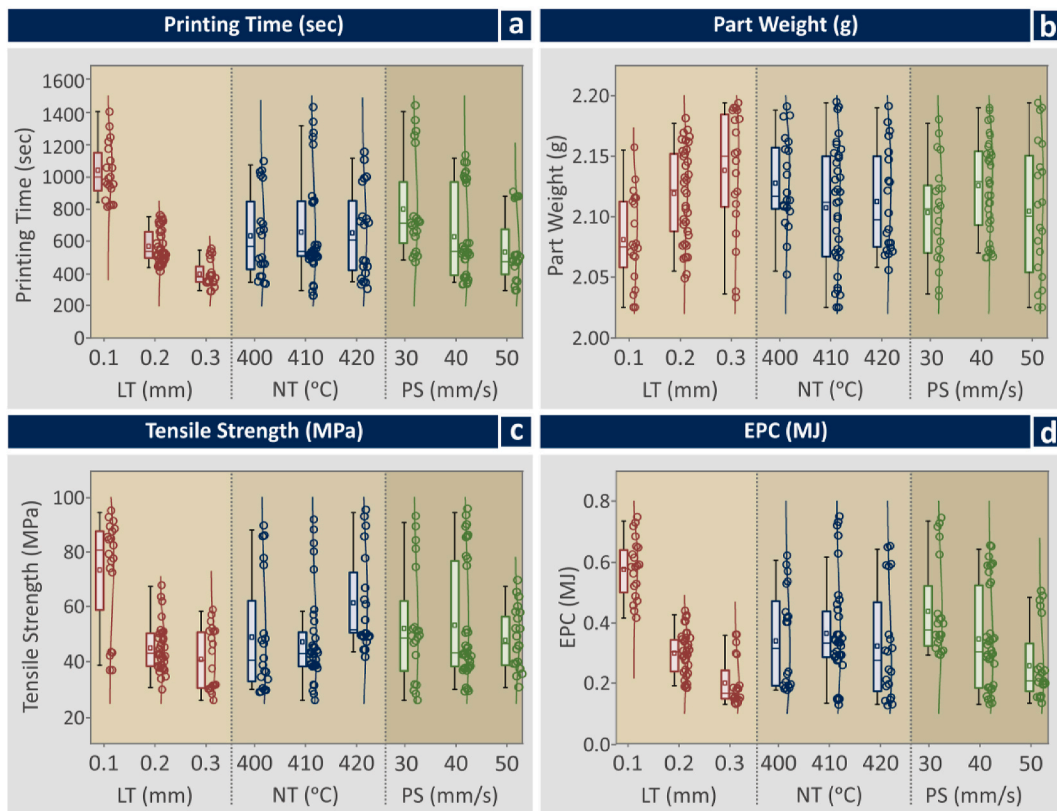 Printing Time (sec)
a
Printing Time (sec)
1600
1400
1200
1000
800
600
400
200
0
0.1 0.2 0.3 400 410 420 30 40 50
LT (mm) NT (°C) PS (mm/s)
Part Weight (g)
b
Part Weight (g)
2.20
2.15
2.10
2.05
2.00
0.1 0.2 0.3 400 410 420 30 40 50
LT (mm) NT (°C) PS (mm/s)
Tensile Strength (MPa)
c
Tensile Strength (MPa)
100
80
60
40
20
0.1 0.2 0.3 400 410 420 30 40 50
LT (mm) NT (°C) PS (mm/s)
EPC (MJ)
d
EPC (MJ)
0.8
0.6
0.4
0.2
0.0
0.1 0.2 0.3 400 410 420 30 40 50
LT (mm) NT (°C) PS (mm/s)